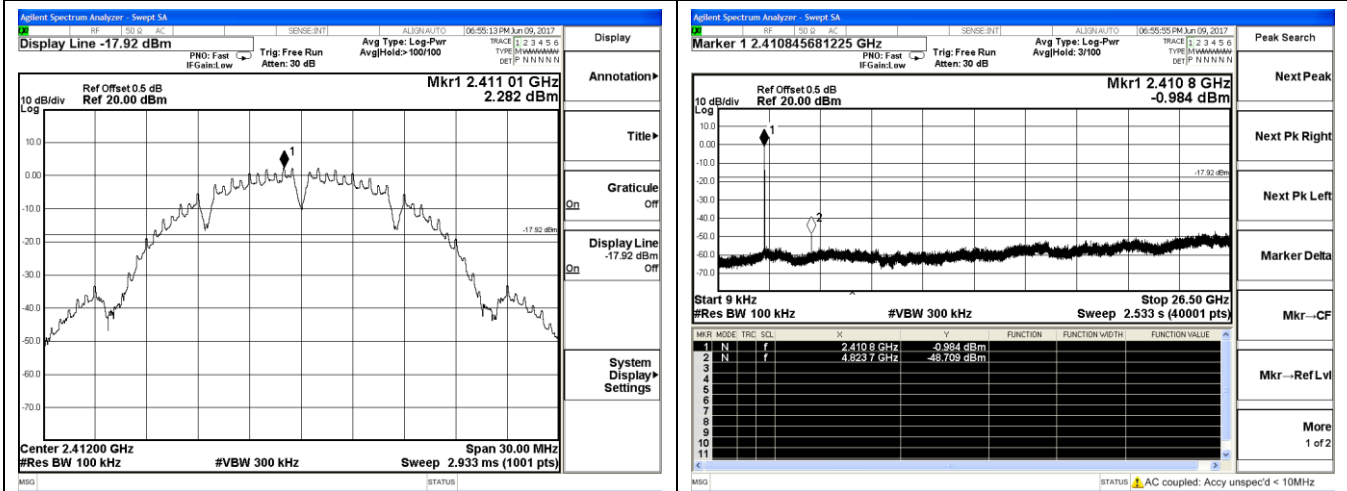 Agilent Spectrum Analyzer - Swept SA
RF 50 Ω AC SENSE:INT ALIGN AUTO 06:55:13 PM Jun 09, 2017
Display Line -17.92 dBm
PNO: Fast
IFGain:Low
Trig: Free Run
Atten: 30 dB
Avg Type: Log-Pwr
Avg|Hold:>100/100
TRACE 1 2 3 4 5 6
TYPE MWWWWW
DET P NNNNN
Mkr1 2.411 01 GHz
2.282 dBm
Ref Offset 0.5 dB
10 dB/div Ref 20.00 dBm
Log
10.0
0.00
-10.0
-17.92 dBm
-20.0
-30.0
-40.0
-50.0
-60.0
-70.0
1
Center 2.41200 GHz Span 30.00 MHz
#Res BW 100 kHz #VBW 300 kHz Sweep 2.933 ms (1001 pts)
MSG STATUS
Display
Annotation
Title
Graticule
On Off
Display Line
-17.92 dBm
On Off
System
Display
Settings
Agilent Spectrum Analyzer - Swept SA
RF 50 Ω AC SENSE:INT ALIGN AUTO 06:55:55 PM Jun 09, 2017
Marker 1 2.410845681225 GHz
PNO: Fast
IFGain:Low
Trig: Free Run
Atten: 30 dB
Avg Type: Log-Pwr
Avg|Hold: 3/100
TRACE 1 2 3 4 5 6
TYPE MWWWWW
DET P NNNNN
Mkr1 2.410 8 GHz
-0.984 dBm
Ref Offset 0.5 dB
10 dB/div Ref 20.00 dBm
Log
10.0
0.00
-10.0
-17.92 dBm
-20.0
-30.0
-40.0
-50.0
-60.0
-70.0
1
2
Start 9 kHz Stop 26.50 GHz
#Res BW 100 kHz #VBW 300 kHz Sweep 2.533 s (40001 pts)
MKR MODE TRC SCL X Y FUNCTION FUNCTION WIDTH FUNCTION VALUE
1 N f 2.410 8 GHz -0.984 dBm
2 N f 4.823 7 GHz -48.709 dBm
3
4
5
6
7
8
9
10
11
MSG STATUS AC coupled: Accy unspec'd < 10MHz
Peak Search
Next Peak
Next Pk Right
Next Pk Left
Marker Delta
Mkr→CF
Mkr→Ref Lvl
More
1 of 2